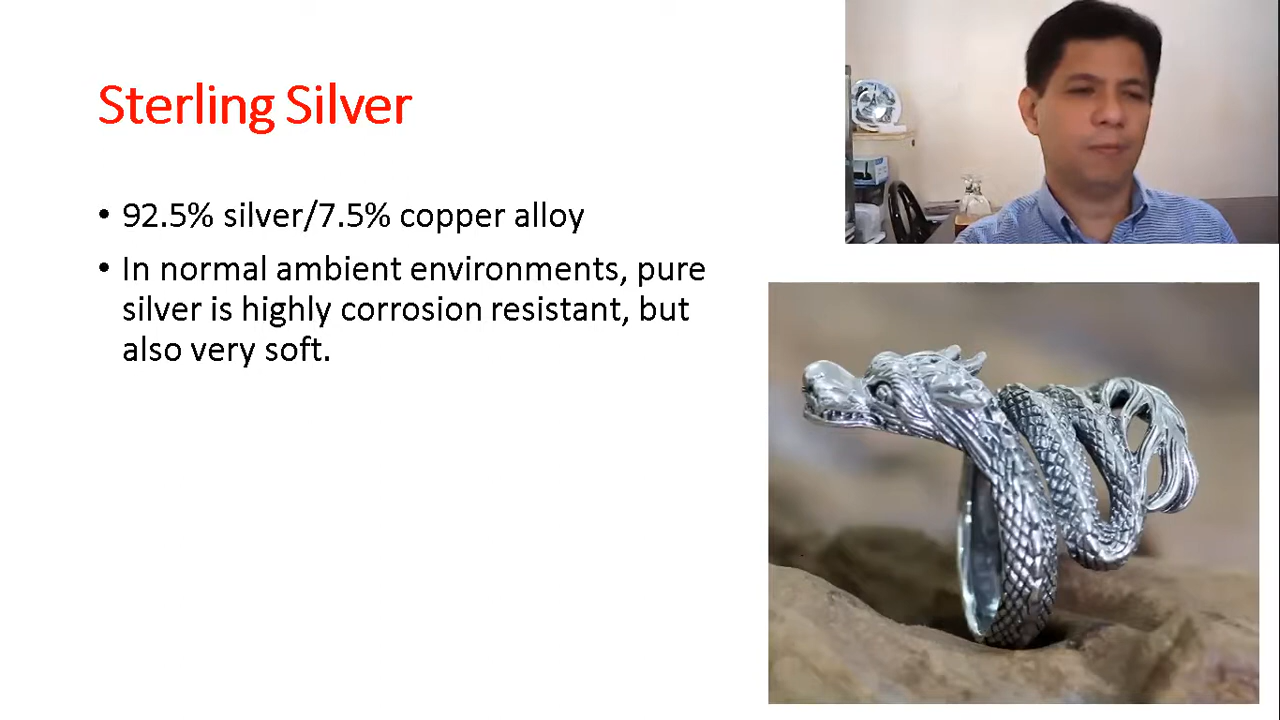 Sterling Silver
• 92.5% silver/7.5% copper alloy
• In normal ambient environments, pure
silver is highly corrosion resistant, but
also very soft.